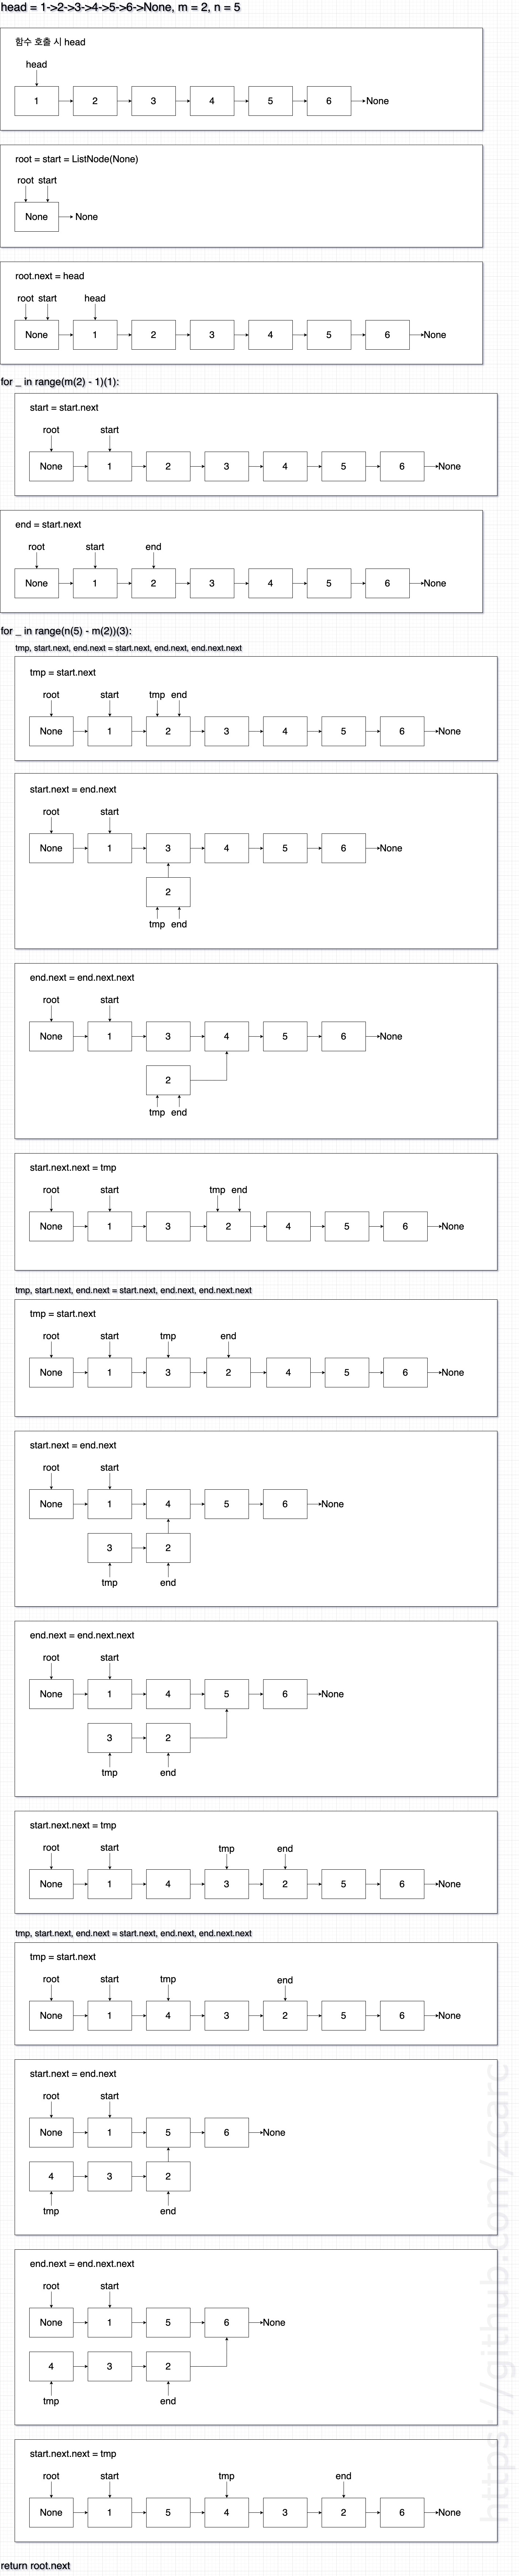 head = 1->2->3->4->5->6->None, m = 2, n = 5
함수 호출 시 head
head
1 2 3 4 5 6 None
root = start = ListNode(None)
root start
None None
root.next = head
root start head
None 1 2 3 4 5 6 None
for _ in range(m(2) - 1)(1):
start = start.next
root start
None 1 2 3 4 5 6 None
end = start.next
root start end
None 1 2 3 4 5 6 None
for _ in range(n(5) - m(2))(3):
tmp, start.next, end.next = start.next, end.next, end.next.next
tmp = start.next
root start tmp end
None 1 2 3 4 5 6 None
start.next = end.next
root start
None 1 3 4 5 6 None
2
tmp end
end.next = end.next.next
root start
None 1 3 4 5 6 None
2
tmp end
start.next.next = tmp
root start tmp end
None 1 3 2 4 5 6 None
tmp, start.next, end.next = start.next, end.next, end.next.next
tmp = start.next
root start tmp end
None 1 3 2 4 5 6 None
start.next = end.next
root start
None 1 4 5 6 None
3 2
tmp end
end.next = end.next.next
root start
None 1 4 5 6 None
3 2
tmp end
start.next.next = tmp
root start tmp end
None 1 4 3 2 5 6 None
tmp, start.next, end.next = start.next, end.next, end.next.next
tmp = start.next
root start tmp end
None 1 4 3 2 5 6 None
start.next = end.next
root start
None 1 5 6 None
4 3 2
tmp end
end.next = end.next.next
root start
None 1 5 6 None
4 3 2
tmp end
start.next.next = tmp
root start tmp end
None 1 5 4 3 2 6 None
return root.next
https://github.com/zcarc